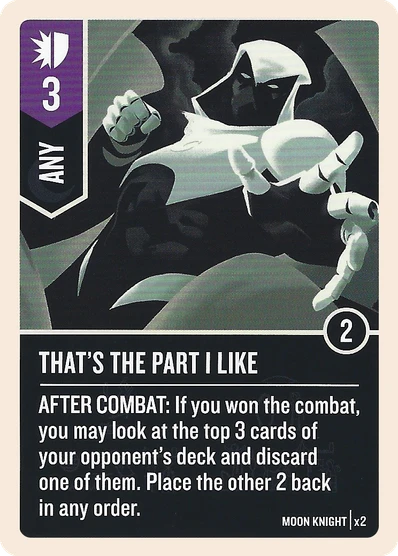 3
ANY
2
THAT'S THE PART I LIKE
AFTER COMBAT: If you won the combat,
you may look at the top 3 cards of
your opponent's deck and discard
one of them. Place the other 2 back
in any order.
MOON KNIGHT | x2